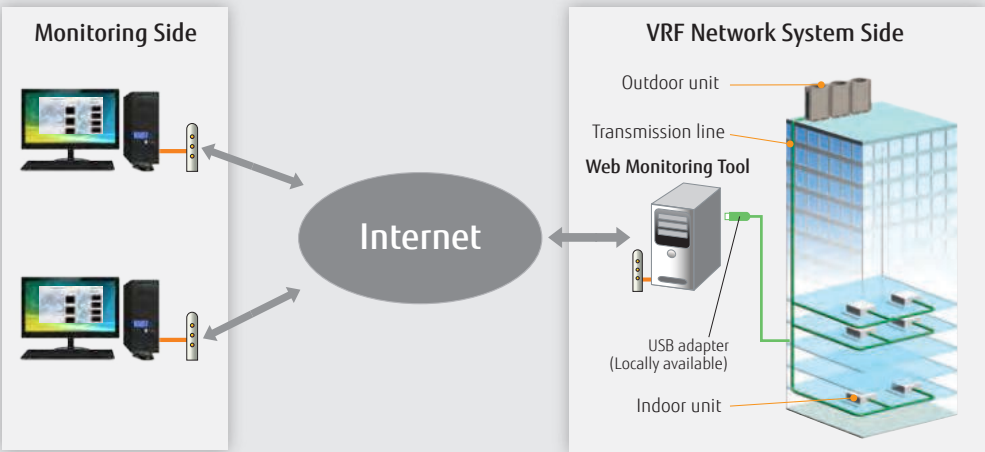 Monitoring Side
Internet
VRF Network System Side
Outdoor unit
Transmission line
Web Monitoring Tool
USB adapter
(Locally available)
Indoor unit